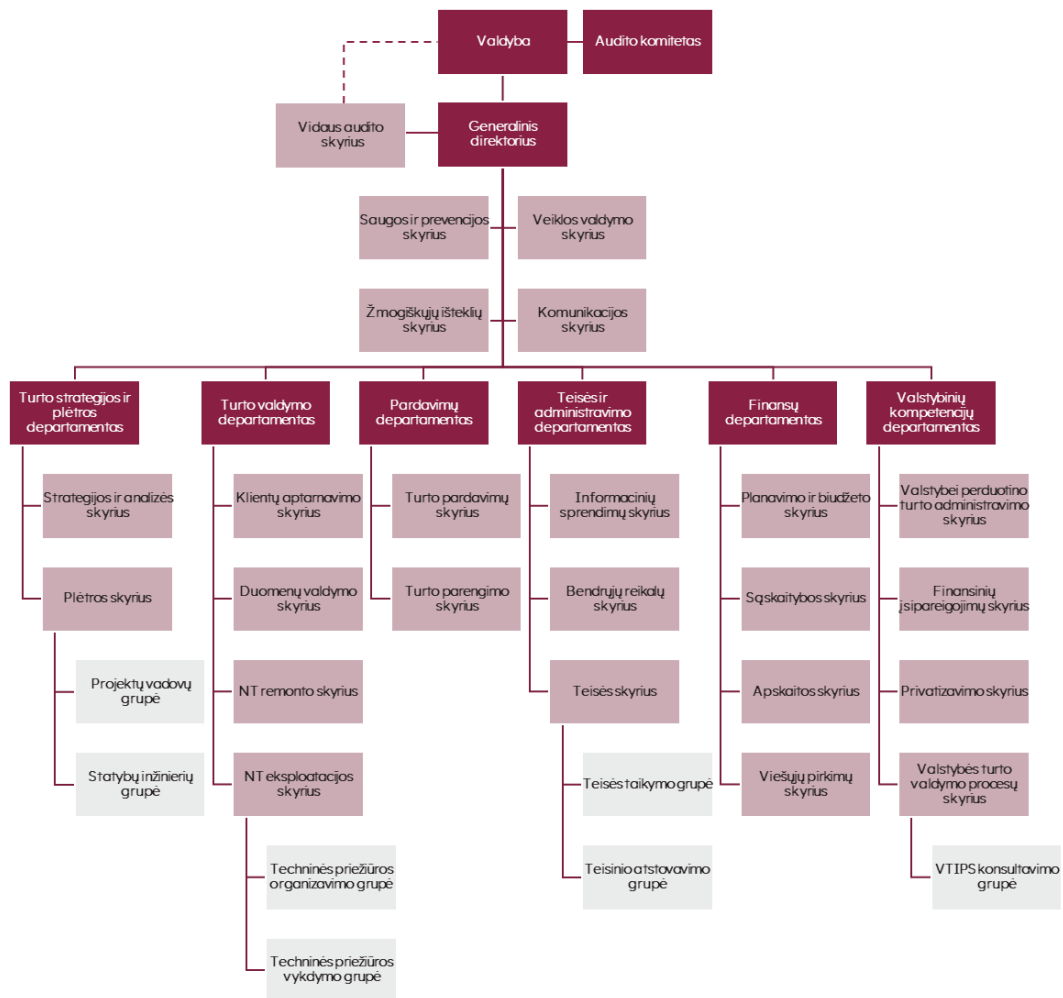 Valdyba
Audito komitetas
Vidaus audito
skyrius
Generalinis
direktorius
Saugos ir prevencijos
skyrius
Veiklos valdymo
skyrius
Žmogiškųjų išteklių
skyrius
Komunikacijos
skyrius
Turto strategijos ir
plėtros
departamentas
Turto valdymo
departamentas
Pardavimų
departamentas
Teisės ir
administravimo
departamentas
Finansų
departamentas
Valstybinių
kompetencijų
departamentas
Strategijos ir analizės
skyrius
Klientų aptarnavimo
skyrius
Turto pardavimų
skyrius
Informacinių
sprendimų skyrius
Planavimo ir biudžeto
skyrius
Valstybei perduotino
turto administravimo
skyrius
Plėtros skyrius
Duomenų valdymo
skyrius
Turto parengimo
skyrius
Bendrųjų reikalų
skyrius
Sąskaitybos skyrius
Finansinių
įsipareigojimų skyrius
Projektų vadovų
grupė
NT remonto skyrius
Teisės skyrius
Apskaitos skyrius
Privatizavimo skyrius
Statybų inžinierių
grupė
NT eksploatacijos
skyrius
Teisės taikymo grupė
Viešųjų pirkimų
skyrius
Valstybės turto
valdymo procesų
skyrius
Techninės priežiūros
organizavimo grupė
Teisinio atstovavimo
grupė
VTIPS konsultavimo
grupė
Techninės priežiūros
vykdymo grupė